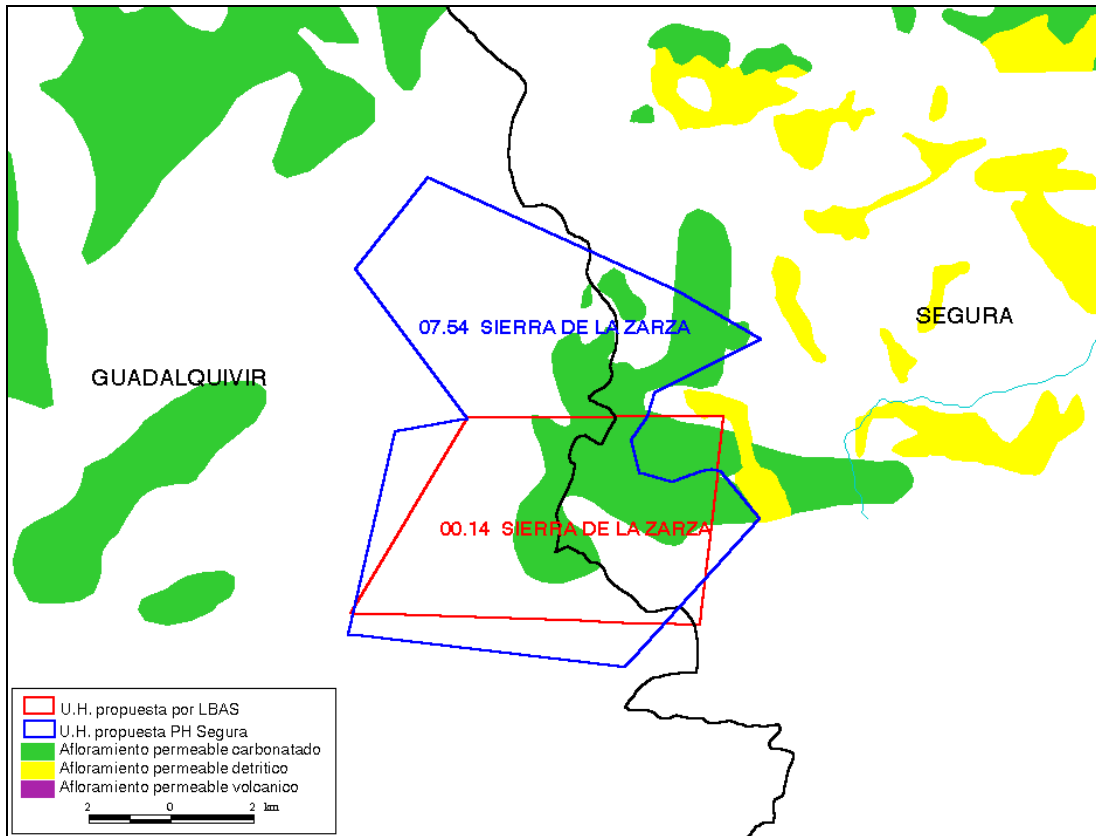 07.54 SIERRA DE LA ZARZA
SEGURA
GUADALQUIVIR
00.14 SIERRA DE LA ZARZA
U.H. propuesta por LBAS
U.H. propuesta PH Segura
Afloramiento permeable carbonatado
Afloramiento permeable detritico
Afloramiento permeable volcanico
2 0 2 km